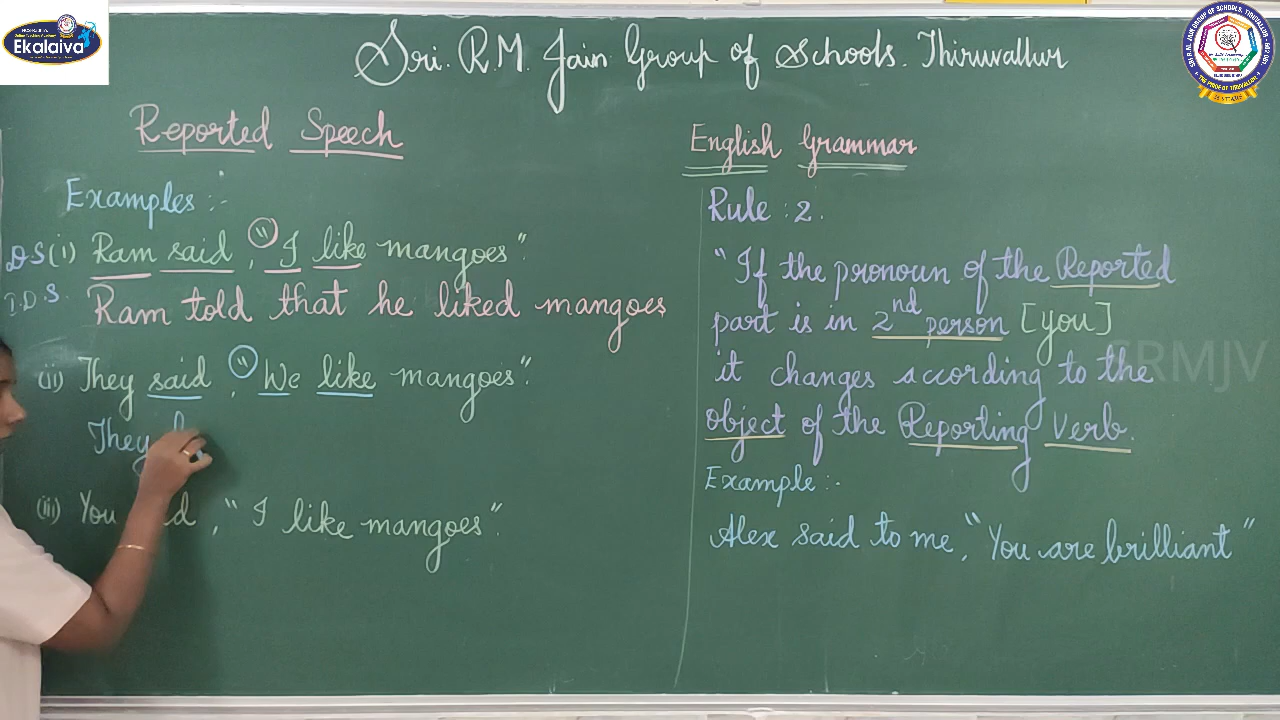 Ekalaiva
Sri. R.M. Jain Group of Schools. Thiruvallur
Reported Speech
Examples :-
D S (i) Ram said, "I like mangoes"
I.D S. Ram told that he liked mangoes
(ii) They said, "We like mangoes".
They
(iii) You "I like mangoes".
English Grammar
Rule : 2.
"If the pronoun of the Reported
part is in 2nd person [you]
it changes according to the
object of the Reporting Verb.
Example :-
Alex said to me, "You are brilliant"
SRMJV